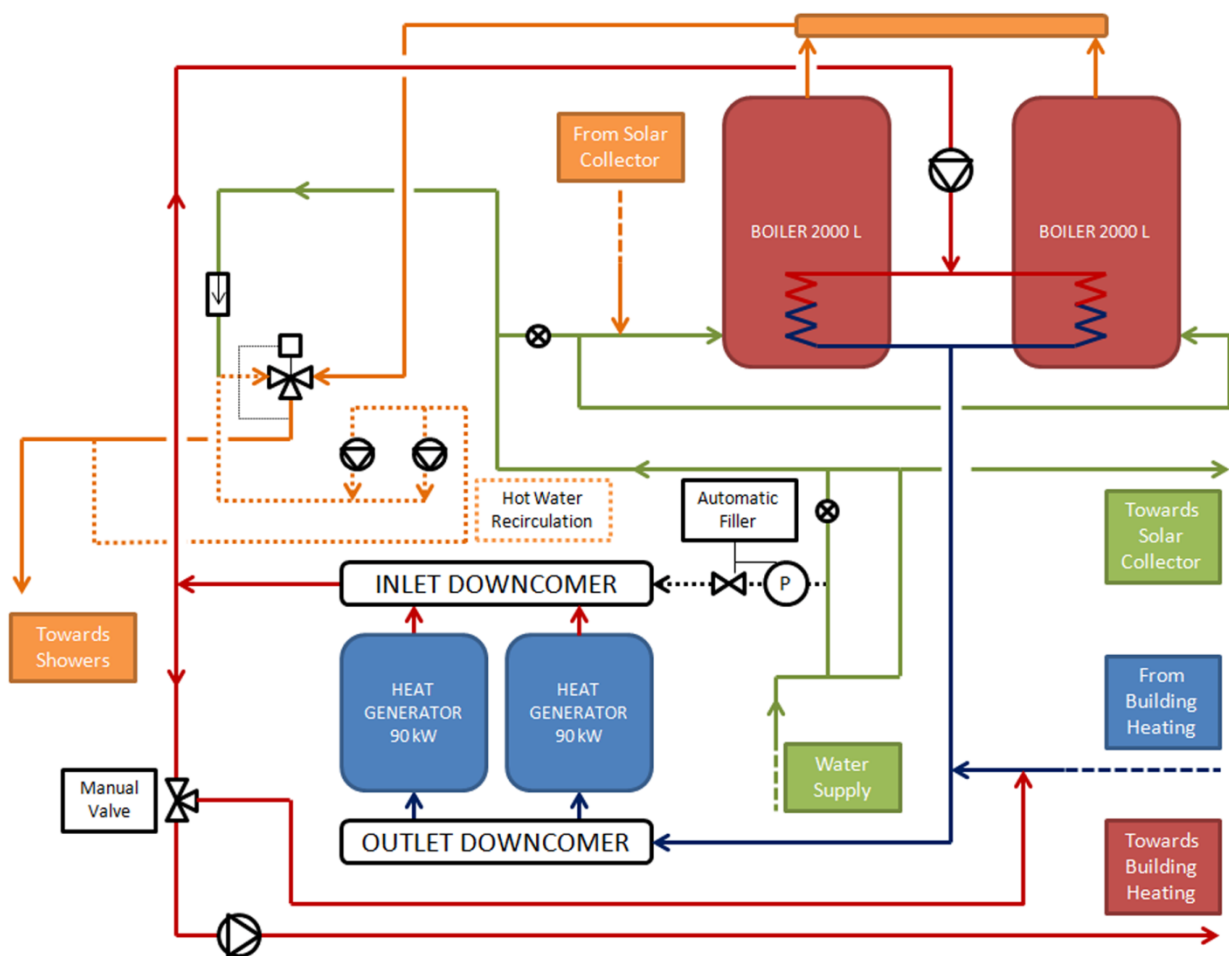 From Solar
Collector
BOILER 2000 L
BOILER 2000 L
Hot Water
Recirculation
Automatic
Filler
P
Towards
Solar
Collector
INLET DOWNCOMER
Towards
Showers
HEAT
GENERATOR
90 kW
HEAT
GENERATOR
90 kW
From
Building
Heating
Manual
Valve
Water
Supply
OUTLET DOWNCOMER
Towards
Building
Heating